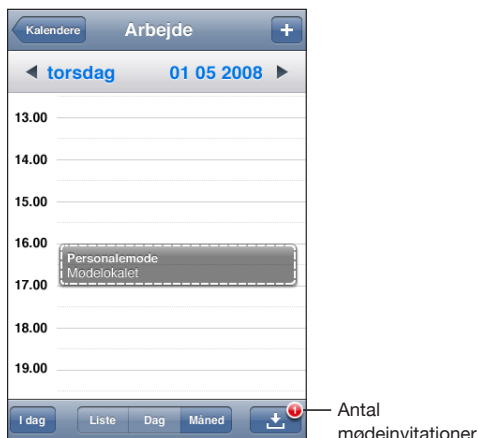 Kalendere Arbejde +
torsdag 01 05 2008
13.00
14.00
15.00
16.00
Personalemøde
Mødelokalet
17.00
18.00
19.00
I dag Liste Dag Måned 1
Antal
mødeinvitationer